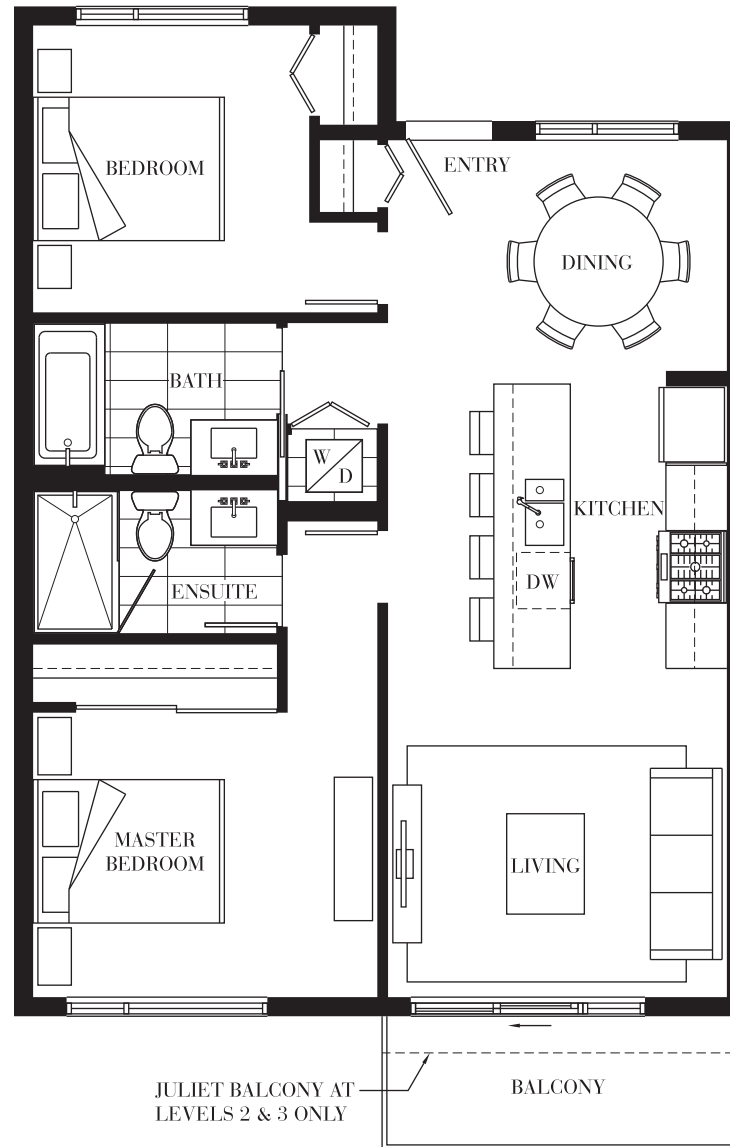 BEDROOM
ENTRY
DINING
BATH
W
D
KITCHEN
DW
ENSUITE
MASTER
BEDROOM
LIVING
JULIET BALCONY AT
LEVELS 2 & 3 ONLY
BALCONY